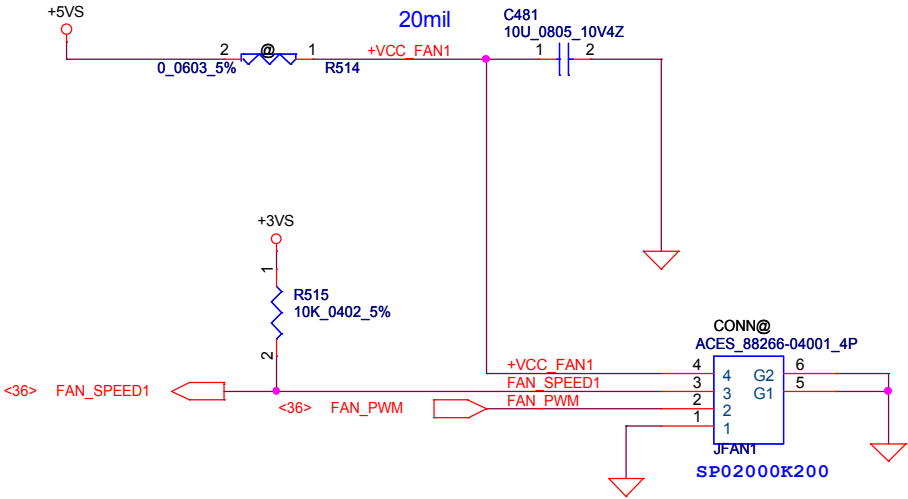 +5VS
20mil
C481
10U_0805_10V4Z
2 @ 1 +VCC_FAN1 1 2
0_0603_5% R514
+3VS
1
R515
10K_0402_5%
2
CONN@
ACES_88266-04001_4P
+VCC_FAN1 4 4 G2 6
<36> FAN_SPEED1 FAN_SPEED1 3 3 G1 5
<36> FAN_PWM FAN_PWM 2 2
1 1
JFAN1
SP02000K200